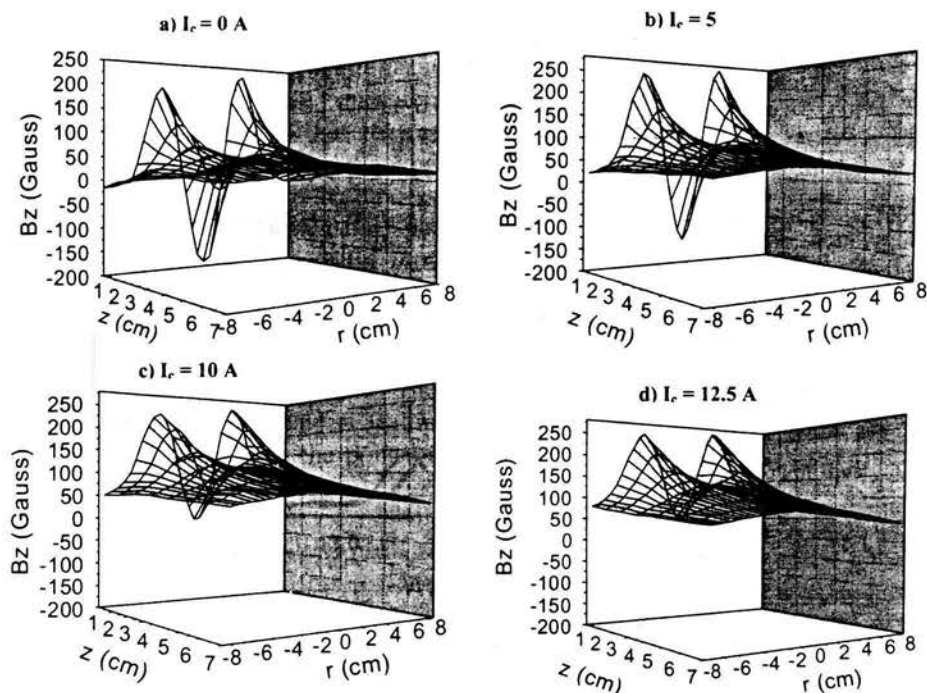 a) Ic = 0 A
250
200
150
100
50
0
-50
-100
-150
-200
Bz (Gauss)
1 2 3 4 5 6 7
z (cm)
-8 -6 -4 -2 0 2 4 6 8
r (cm)
b) Ic = 5
250
200
150
100
50
0
-50
-100
-150
-200
Bz (Gauss)
1 2 3 4 5 6 7
z (cm)
-8 -6 -4 -2 0 2 4 6 8
r (cm)
c) Ic = 10 A
250
200
150
100
50
0
-50
-100
-150
-200
Bz (Gauss)
1 2 3 4 5 6 7
z (cm)
-8 -6 -4 -2 0 2 4 6 8
r (cm)
d) Ic = 12.5 A
250
200
150
100
50
0
-50
-100
-150
-200
Bz (Gauss)
1 2 3 4 5 6 7
z (cm)
-8 -6 -4 -2 0 2 4 6 8
r (cm)